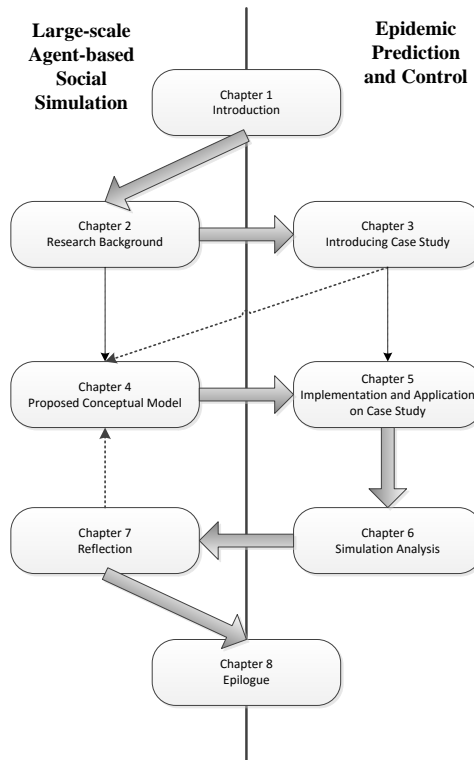 Large-scale
Agent-based
Social
Simulation
Epidemic
Prediction
and Control
Chapter 1
Introduction
Chapter 2
Research Background
Chapter 3
Introducing Case Study
Chapter 4
Proposed Conceptual Model
Chapter 5
Implementation and Application
on Case Study
Chapter 7
Reflection
Chapter 6
Simulation Analysis
Chapter 8
Epilogue